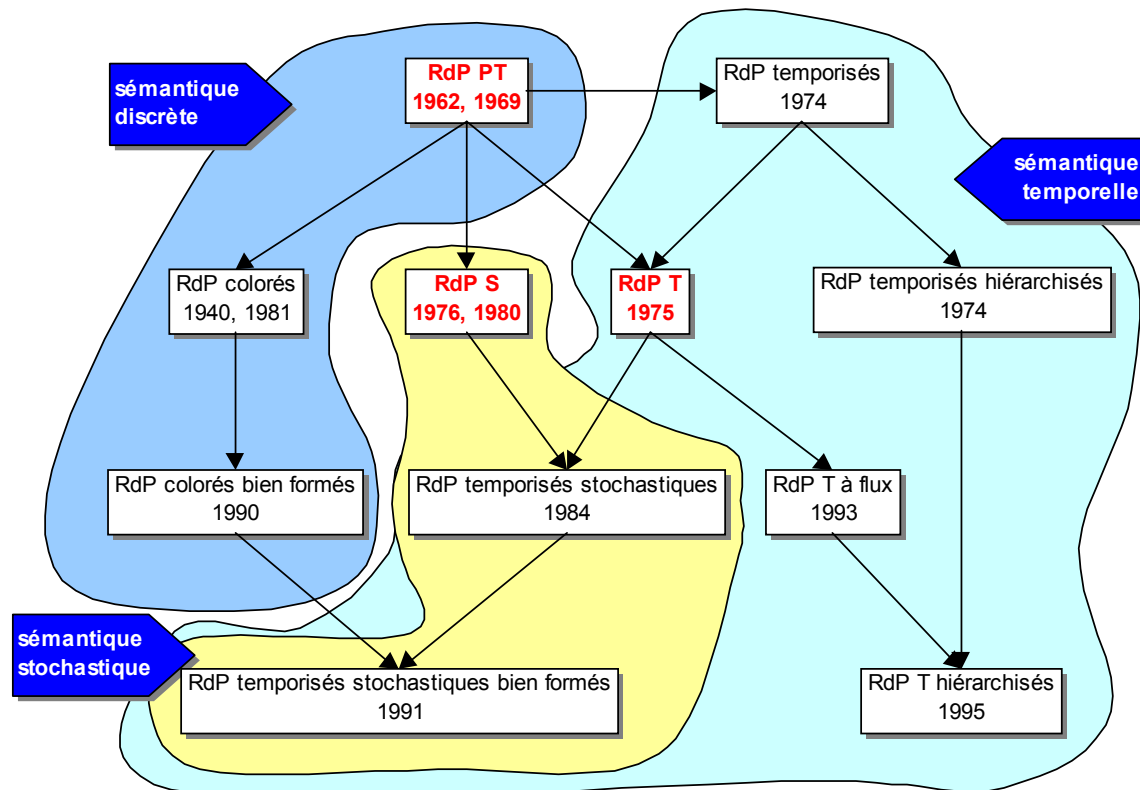 RdP PT
1962, 1969
RdP temporisés
1974
sémantique
discrète
sémantique
temporelle
RdP colorés
1940, 1981
RdP S
1976, 1980
RdP T
1975
RdP temporisés hiérarchisés
1974
RdP colorés bien formés
1990
RdP temporisés stochastiques
1984
RdP T à flux
1993
sémantique
stochastique
RdP temporisés stochastiques bien formés
1991
RdP T hiérarchisés
1995